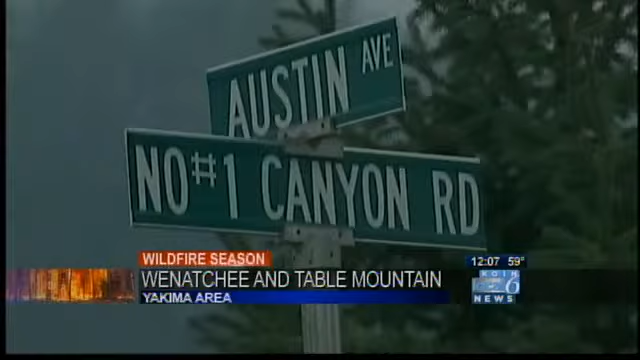 AUSTIN AVE
NO#1 CANYON RD
WILDFIRE SEASON
WENATCHEE AND TABLE MOUNTAIN
YAKIMA AREA
12:07 59°
KOIN
6
NEWS